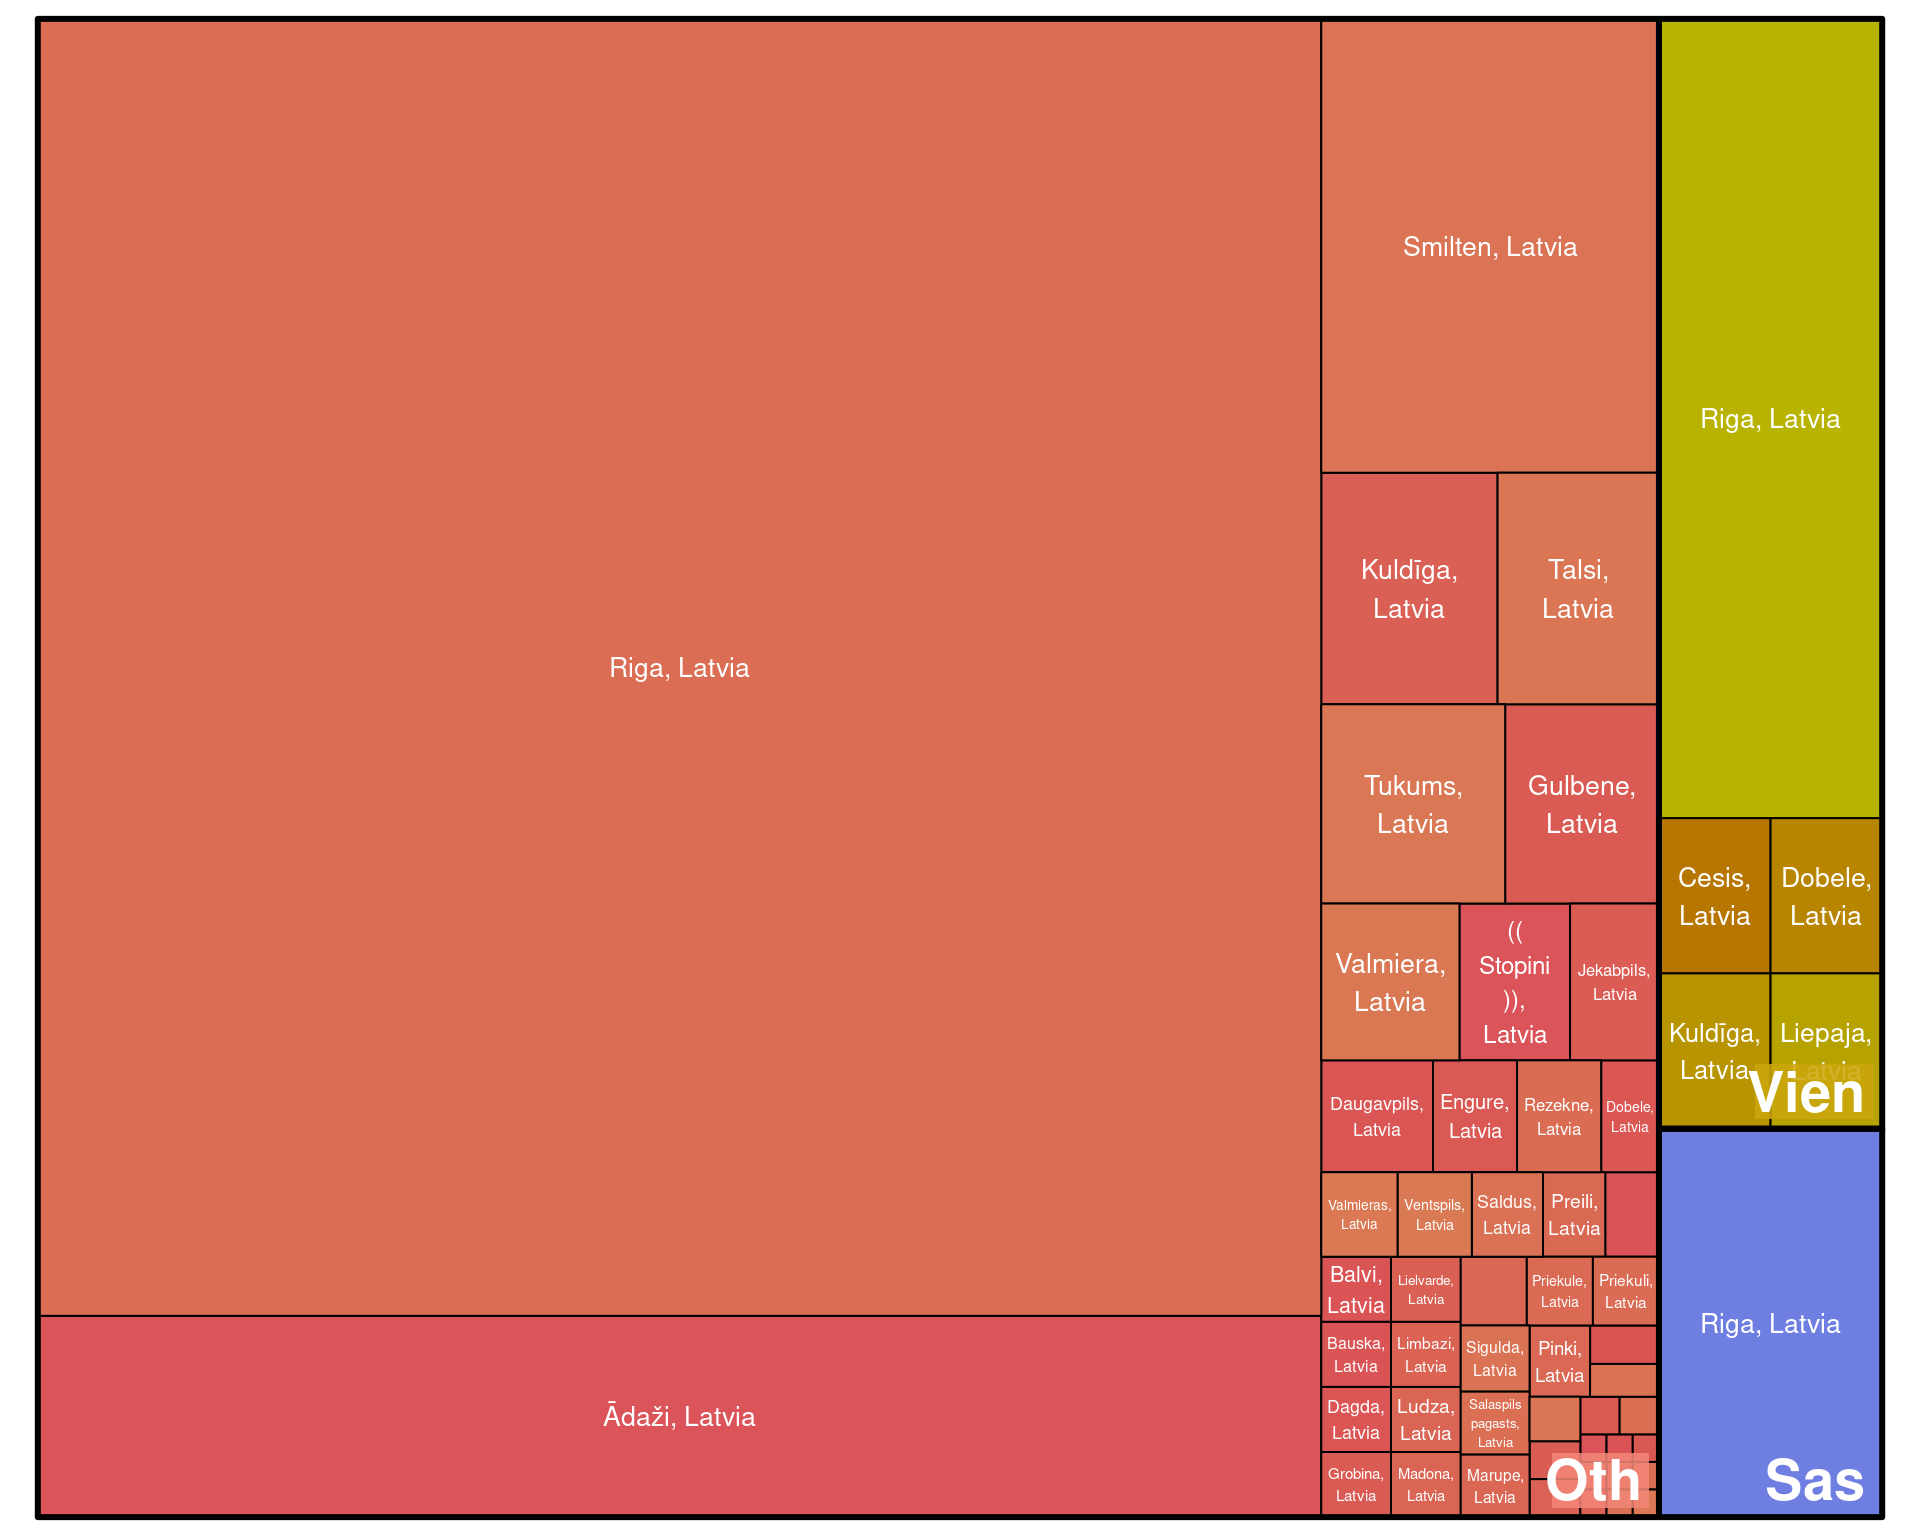 Riga, Latvia
Ādaži, Latvia
Smilten, Latvia
Kuldīga,
Latvia
Talsi,
Latvia
Tukums,
Latvia
Gulbene,
Latvia
Valmiera,
Latvia
((
Stopini
)),
Latvia
Jekabpils,
Latvia
Daugavpils,
Latvia
Engure,
Latvia
Rezekne,
Latvia
Dobele,
Latvia
Valmieras,
Latvia
Ventspils,
Latvia
Saldus,
Latvia
Preili,
Latvia
Balvi,
Latvia
Lielvarde,
Latvia
Priekule,
Latvia
Priekuli,
Latvia
Bauska,
Latvia
Limbazi,
Latvia
Sigulda,
Latvia
Pinki,
Latvia
Dagda,
Latvia
Ludza,
Latvia
Salaspils
pagasts,
Latvia
Grobina,
Latvia
Madona,
Latvia
Marupe,
Latvia
Oth
Riga, Latvia
Cesis,
Latvia
Dobele,
Latvia
Kuldīga,
Latvia
Liepaja,
Latvia
Vien
Riga, Latvia
Sas